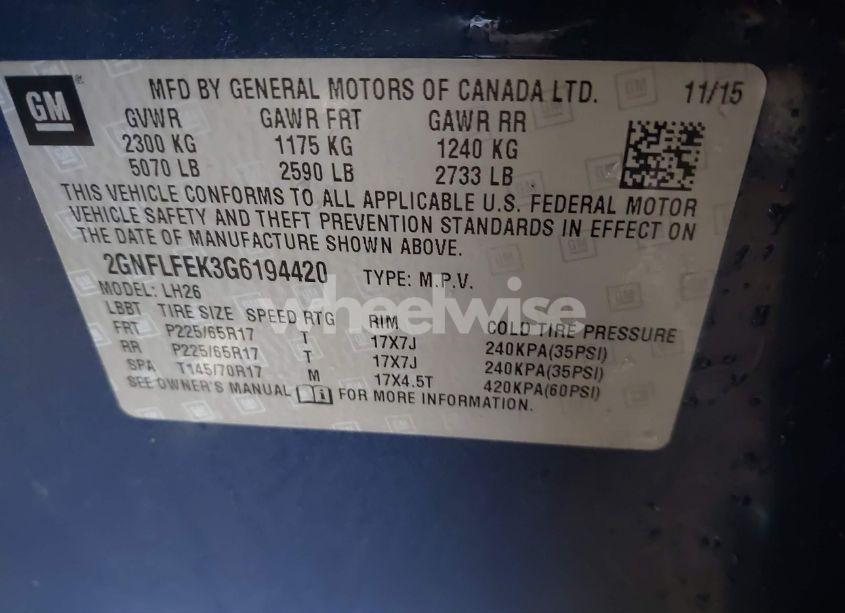 GM
MFD BY GENERAL MOTORS OF CANADA LTD. 11/15
GVWR GAWR FRT GAWR RR
2300 KG 1175 KG 1240 KG
5070 LB 2590 LB 2733 LB
THIS VEHICLE CONFORMS TO ALL APPLICABLE U.S. FEDERAL MOTOR
VEHICLE SAFETY AND THEFT PREVENTION STANDARDS IN EFFECT ON
THE DATE OF MANUFACTURE SHOWN ABOVE.
2GNFLFEK3G6194420 TYPE: M.P.V.
MODEL: LH26
wheelwise
LBBT TIRE SIZE SPEED RTG RIM COLD TIRE PRESSURE
FRT P225/65R17 T 17X7J 240KPA(35PSI)
RR P225/65R17 T 17X7J 240KPA(35PSI)
SPA T145/70R17 M 17X4.5T 420KPA(60PSI)
SEE OWNER'S MANUAL FOR MORE INFORMATION.